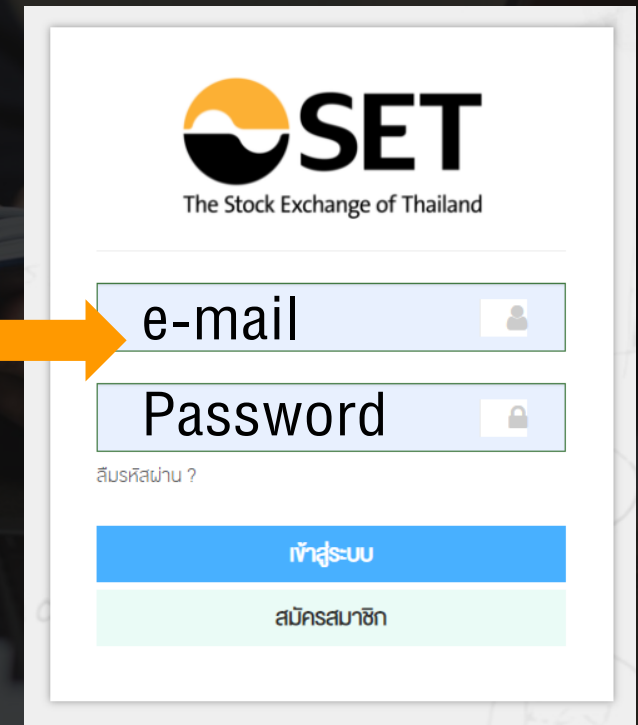 SET
The Stock Exchange of Thailand
e-mail
Password
ลืมรหัสผ่าน ?
เข้าสู่ระบบ
สมัครสมาชิก